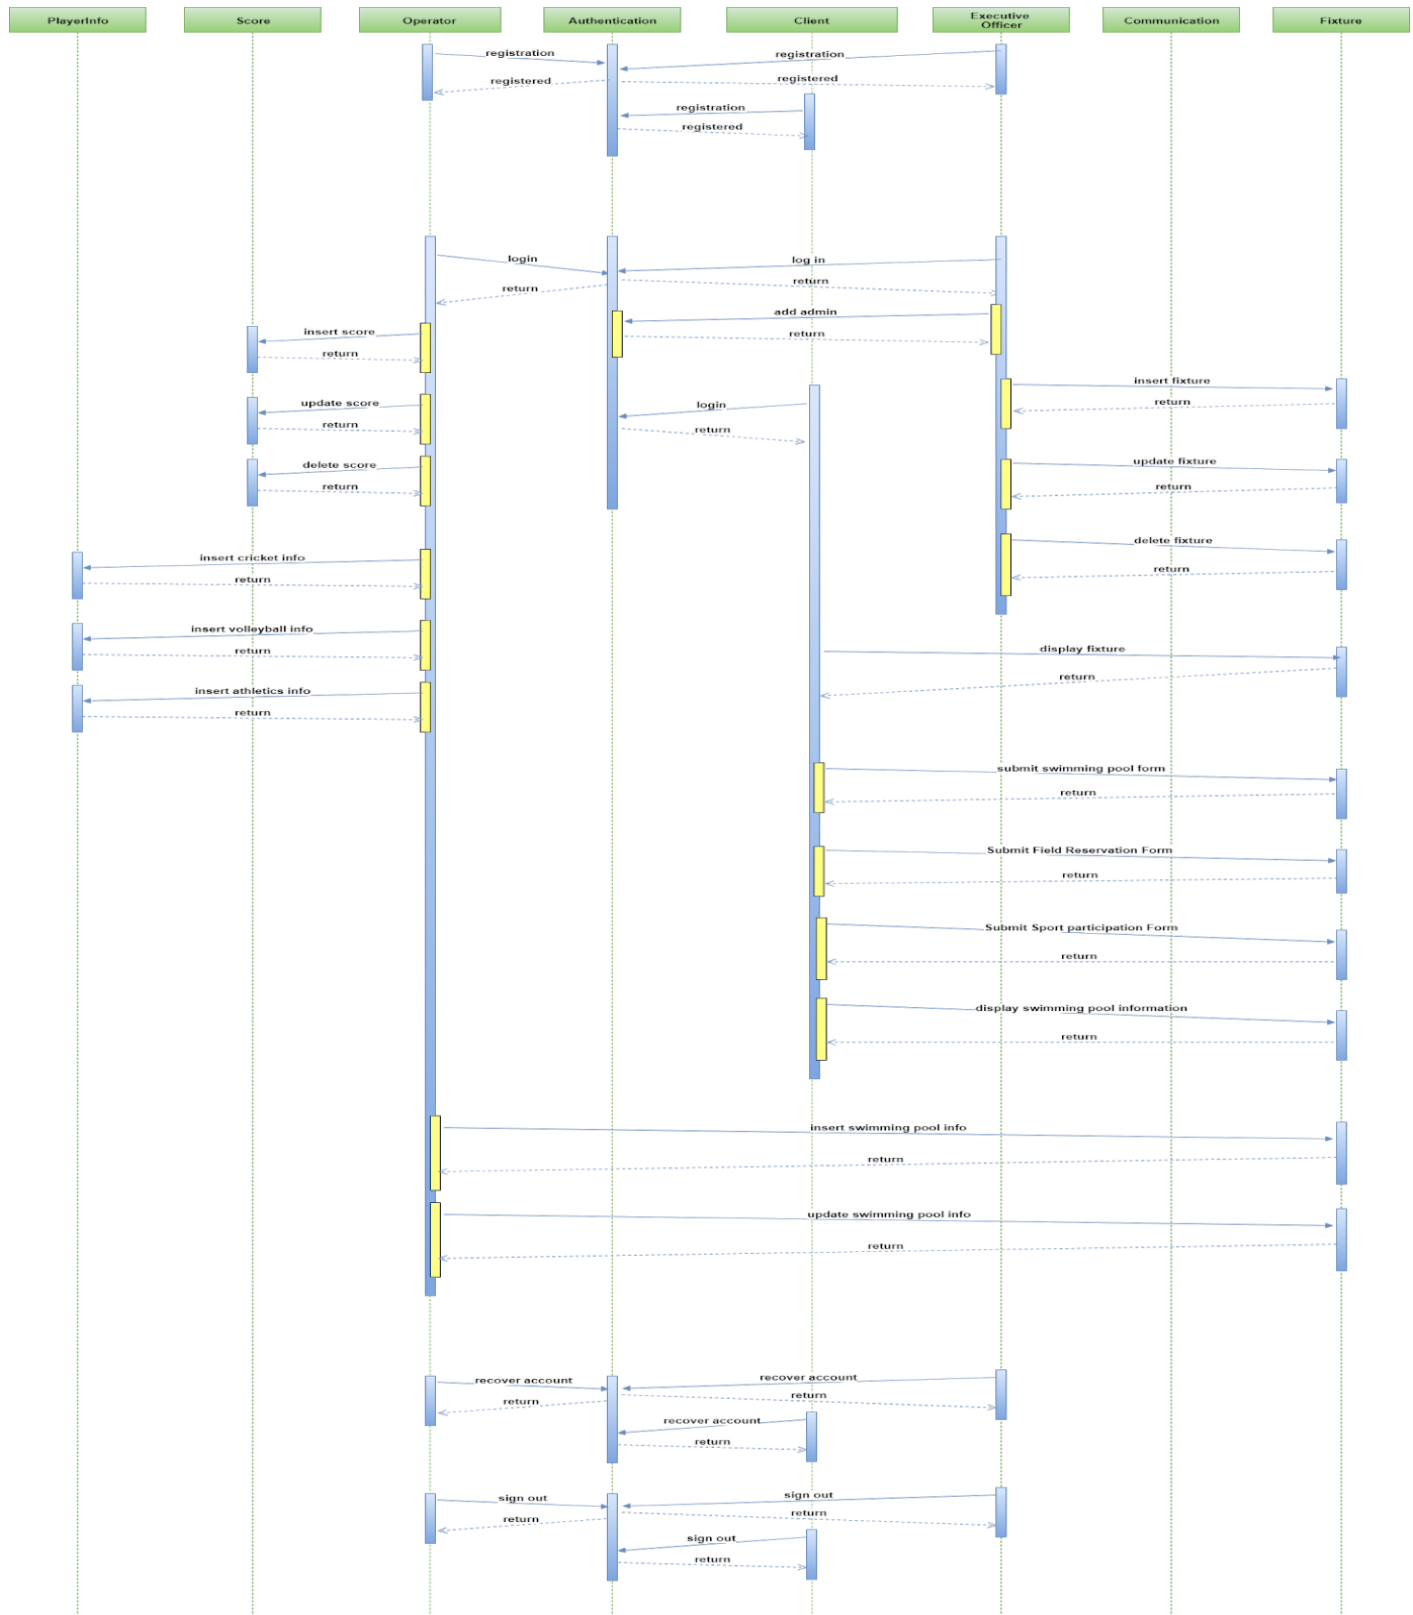 PlayerInfo
Score
Operator
Authentication
Client
Executive
Officer
Communication
Fixture
registration
registration
registered
registered
registration
registered
login
log in
return
return
add admin
insert score
return
return
insert fixture
return
update score
login
return
return
update fixture
delete score
return
return
delete fixture
insert cricket info
return
return
insert volleyball info
return
display fixture
return
insert athletics info
return
submit swimming pool form
return
Submit Field Reservation Form
return
Submit Sport participation Form
return
display swimming pool information
return
insert swimming pool info
return
update swimming pool info
return
recover account
recover account
return
return
recover account
return
sign out
sign out
return
return
sign out
return